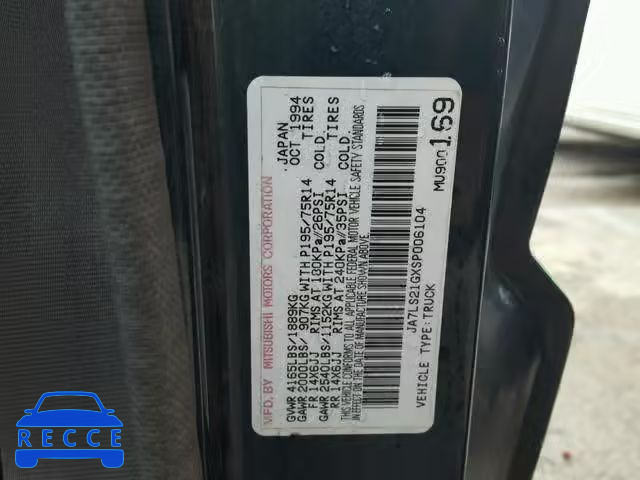 MFD. BY MITSUBISHI MOTORS CORPORATION JAPAN
GVWR 4165LBS/1889KG OCT 1994
GAWR 2000LBS/ 907KG WITH P195/75R14 TIRES
FR 14X6JJ RIMS AT 180KPa/26PSI COLD.
GAWR 2540LBS/1152KG WITH P195/75R14 TIRES
RR 14X6JJ RIMS AT 240KPa/35PSI COLD.
THIS VEHICLE CONFORMS TO ALL APPLICABLE FEDERAL MOTOR VEHICLE SAFETY STANDARDS
IN EFFECT ON THE DATE OF MANUFACTURE SHOWN ABOVE.
JA7LS21GXSP006104
VEHICLE TYPE: TRUCK
MU900169
RECCE